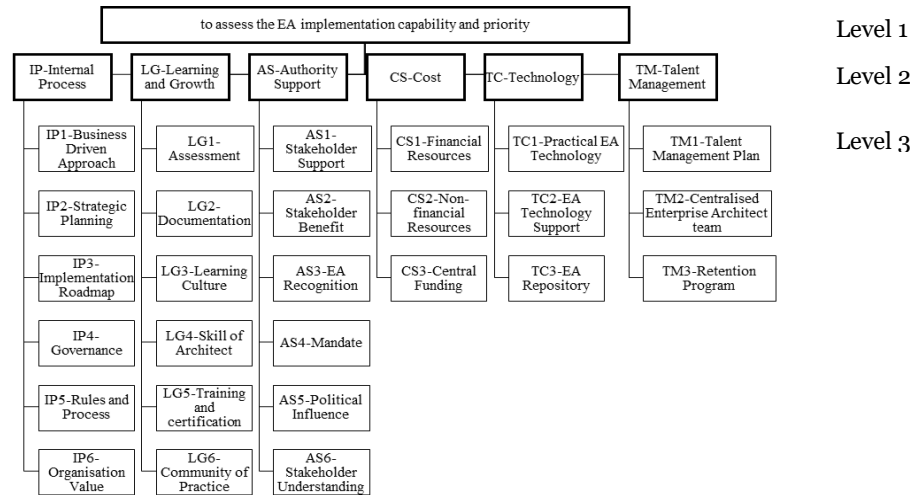 to assess the EA implementation capability and priority
Level 1
IP-Internal
Process
LG-Learning
and Growth
AS-Authority
Support
CS-Cost
TC-Technology
TM-Talent
Management
Level 2
IP1-Business
Driven
Approach
LG1-
Assessment
AS1-
Stakeholder
Support
CS1-Financial
Resources
TC1-Practical EA
Technology
TM1-Talent
Management Plan
Level 3
IP2-Strategic
Planning
LG2-
Documentation
AS2-
Stakeholder
Benefit
CS2-Non-
financial
Resources
TC2-EA
Technology
Support
TM2-Centralised
Enterprise Architect
team
IP3-
Implementation
Roadmap
LG3-Learning
Culture
AS3-EA
Recognition
CS3-Central
Funding
TC3-EA
Repository
TM3-Retention
Program
IP4-
Governance
LG4-Skill of
Architect
AS4-Mandate
IP5-Rules and
Process
LG5-Training
and
certification
AS5-Political
Influence
IP6-
Organisation
Value
LG6-
Community of
Practice
AS6-
Stakeholder
Understanding